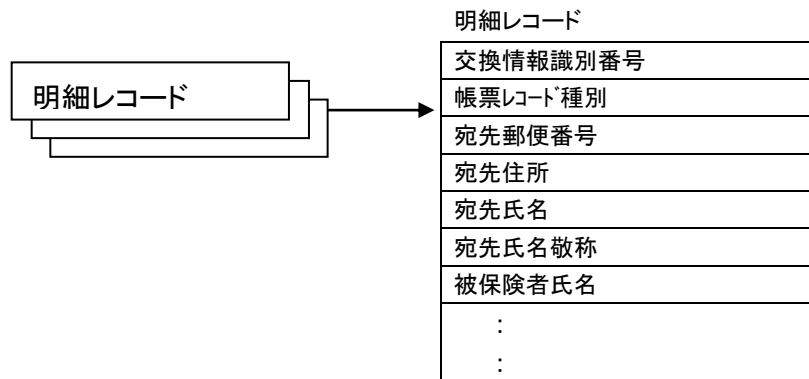 明細レコード
明細レコード
交換情報識別番号
帳票ﾚｺｰﾄﾞ種別
宛先郵便番号
宛先住所
宛先氏名
宛先氏名敬称
被保険者氏名
:
: